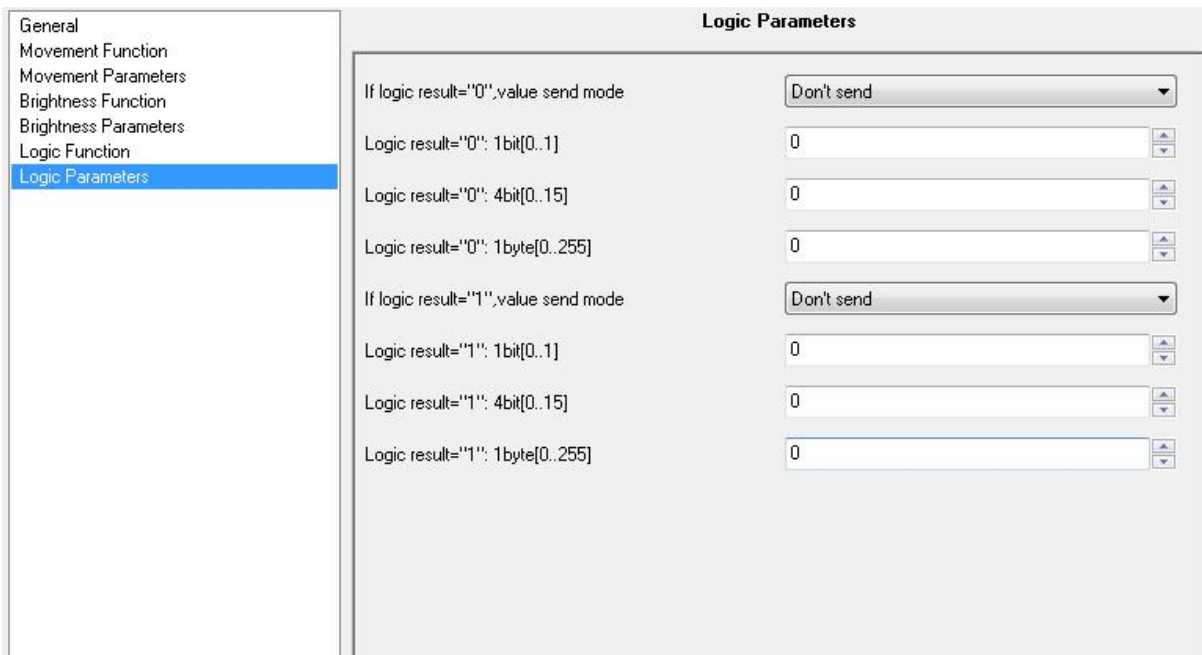 General
Movement Function
Movement Parameters
Brightness Function
Brightness Parameters
Logic Function
Logic Parameters
Logic Parameters
If logic result="0",value send mode Don't send
Logic result="0": 1bit[0..1] 0
Logic result="0": 4bit[0..15] 0
Logic result="0": 1byte[0..255] 0
If logic result="1",value send mode Don't send
Logic result="1": 1bit[0..1] 0
Logic result="1": 4bit[0..15] 0
Logic result="1": 1byte[0..255] 0